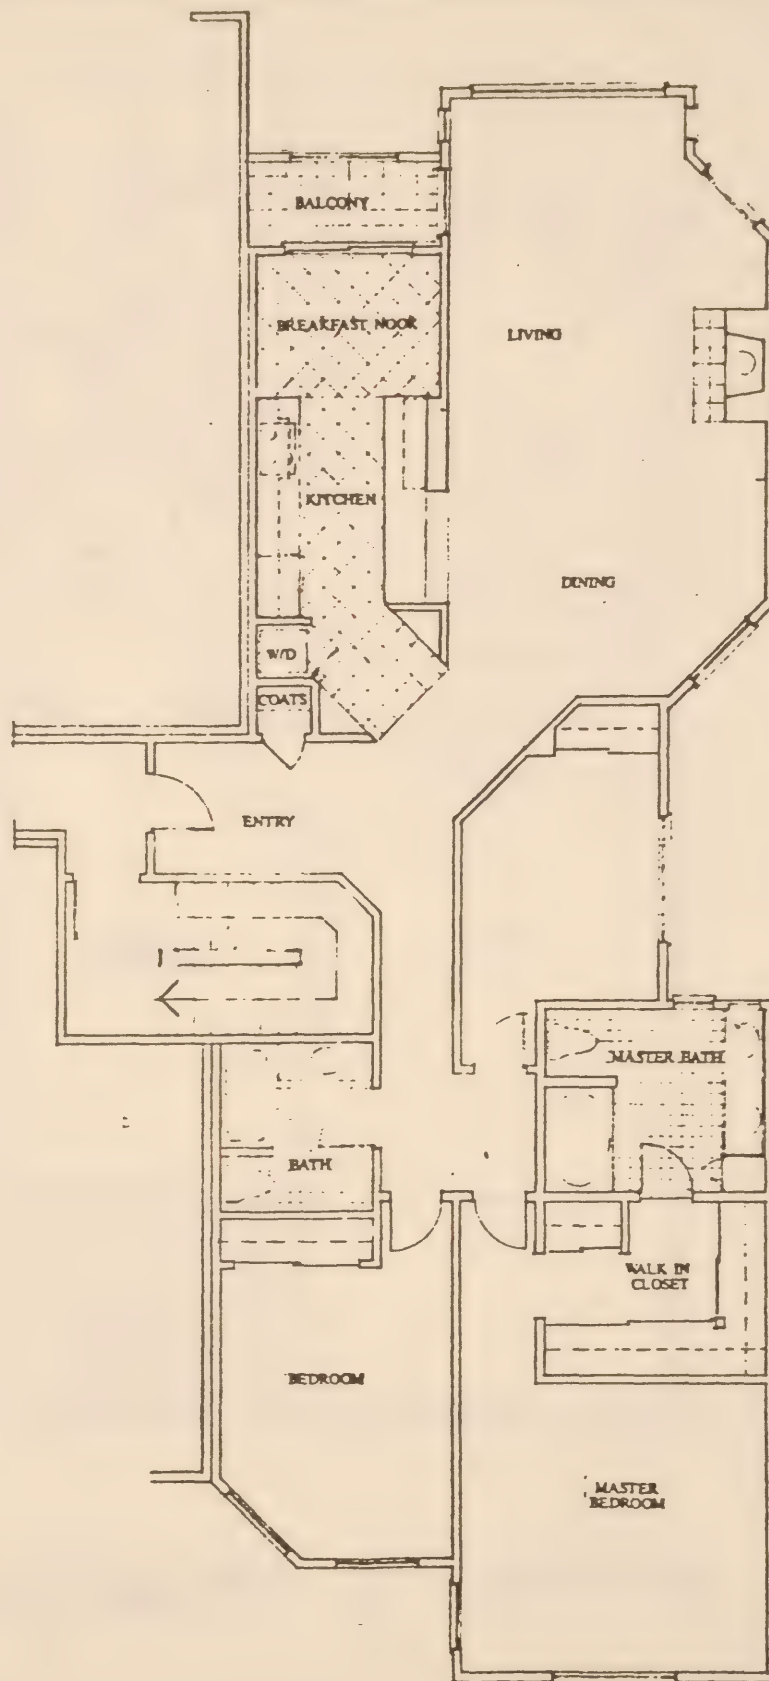 BALCONY
BREAKFAST NOOK
LIVING
KITCHEN
DINING
W/D
COATS
ENTRY
MASTER BATH
BATH
WALK IN
CLOSET
BEDROOM
MASTER
BEDROOM